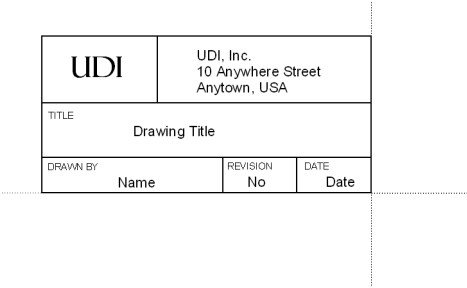 UDI
UDI, Inc.
10 Anywhere Street
Anytown, USA
TITLE
Drawing Title
DRAWN BY
Name
REVISION
No
DATE
Date